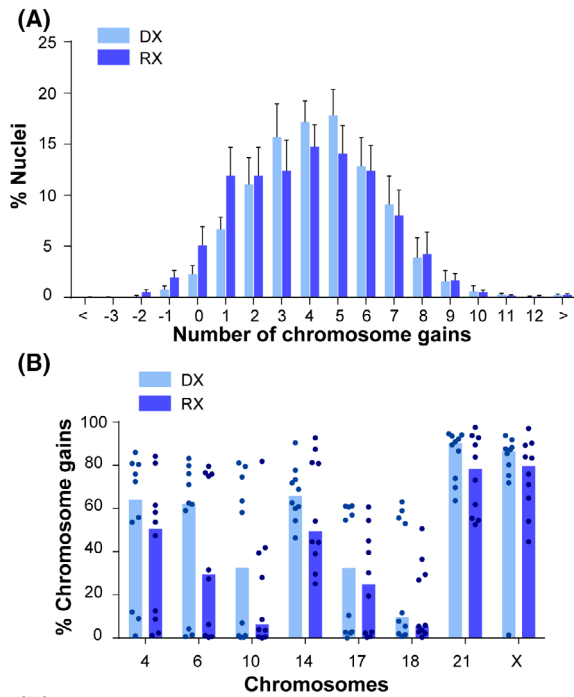 (A)
DX
RX
25
20
15
10
5
0
% Nuclei
< -3 -2 -1 0 1 2 3 4 5 6 7 8 9 10 11 12 >
Number of chromosome gains
(B)
DX
RX
100
80
60
40
20
0
% Chromosome gains
4 6 10 14 17 18 21 X
Chromosomes